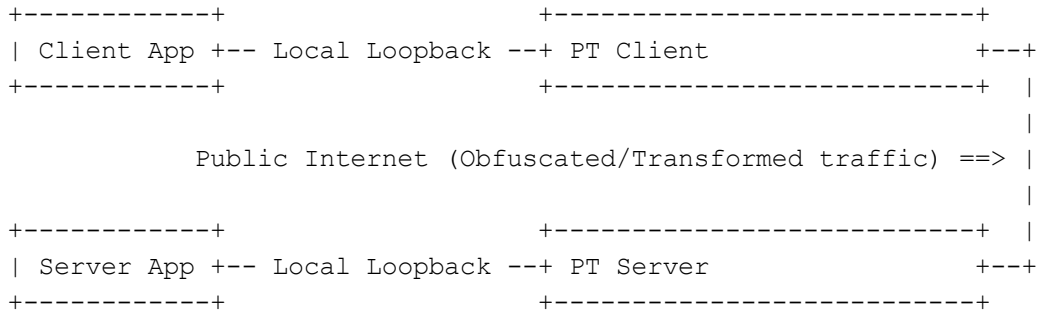 +------------+                    +---------------------------+
| Client App +-- Local Loopback --+ PT Client                 +--+
+------------+                    +---------------------------+  |
                                                                 |
            Public Internet (Obfuscated/Transformed traffic) ==> |
                                                                 |
+------------+                    +---------------------------+  |
| Server App +-- Local Loopback --+ PT Server                 +--+
+------------+                    +---------------------------+